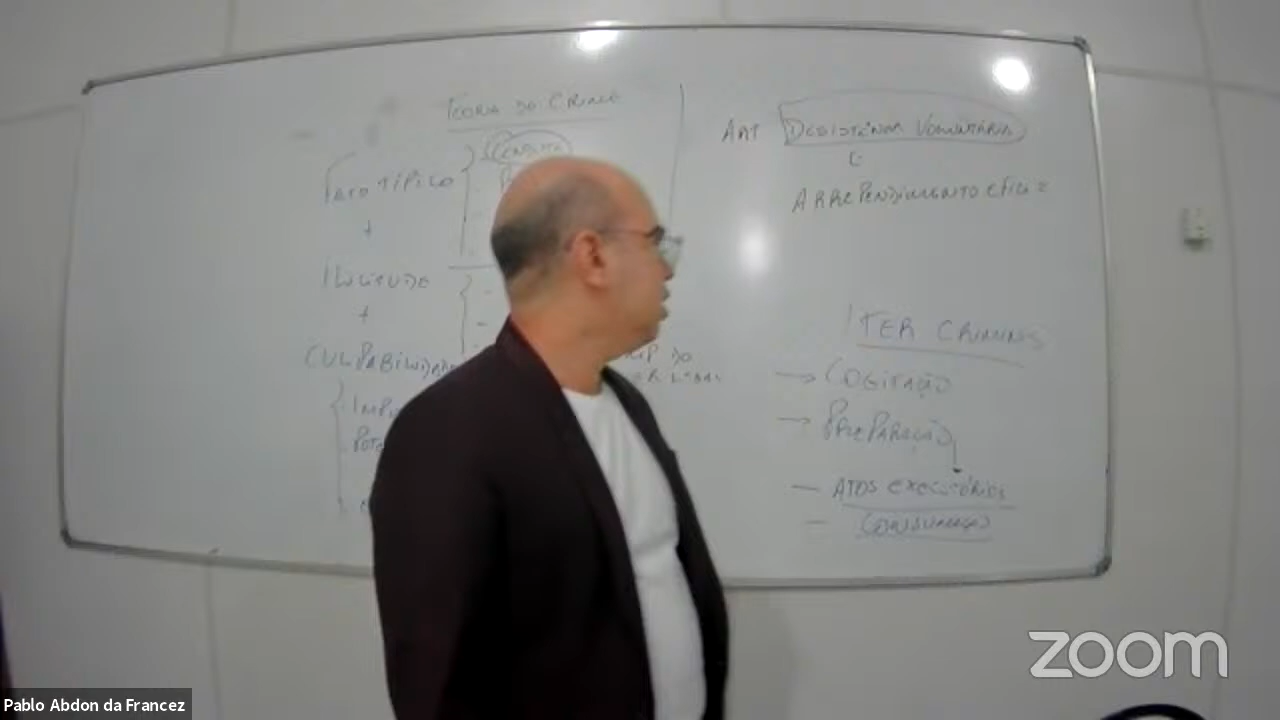 TEORIA DO CRIME
CONDUTA
FATO TÍPICO
+
ILICITUDE
+
CULPABILIDADE
ART DESISTÊNCIA VOLUNTÁRIA
E
ARREPENDIMENTO EFICAZ
ITER CRIMINIS
→ COGITAÇÃO
→ PREPARAÇÃO
— ATOS EXECUTÓRIOS
— CONSUMAÇÃO
zoom
Pablo Abdon da Francez